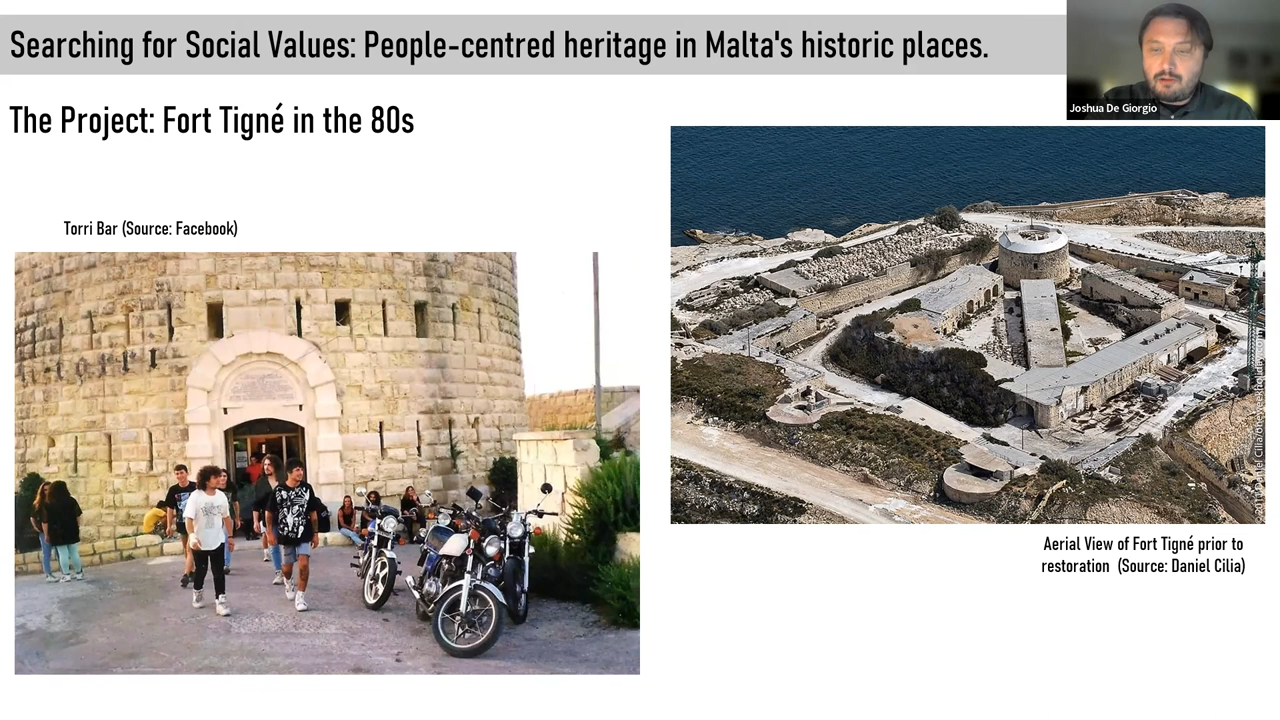 Searching for Social Values: People-centred heritage in Malta's historic places.
Joshua De Giorgio
The Project: Fort Tigné in the 80s
Torri Bar (Source: Facebook)
Aerial View of Fort Tigné prior to
restoration (Source: Daniel Cilia)